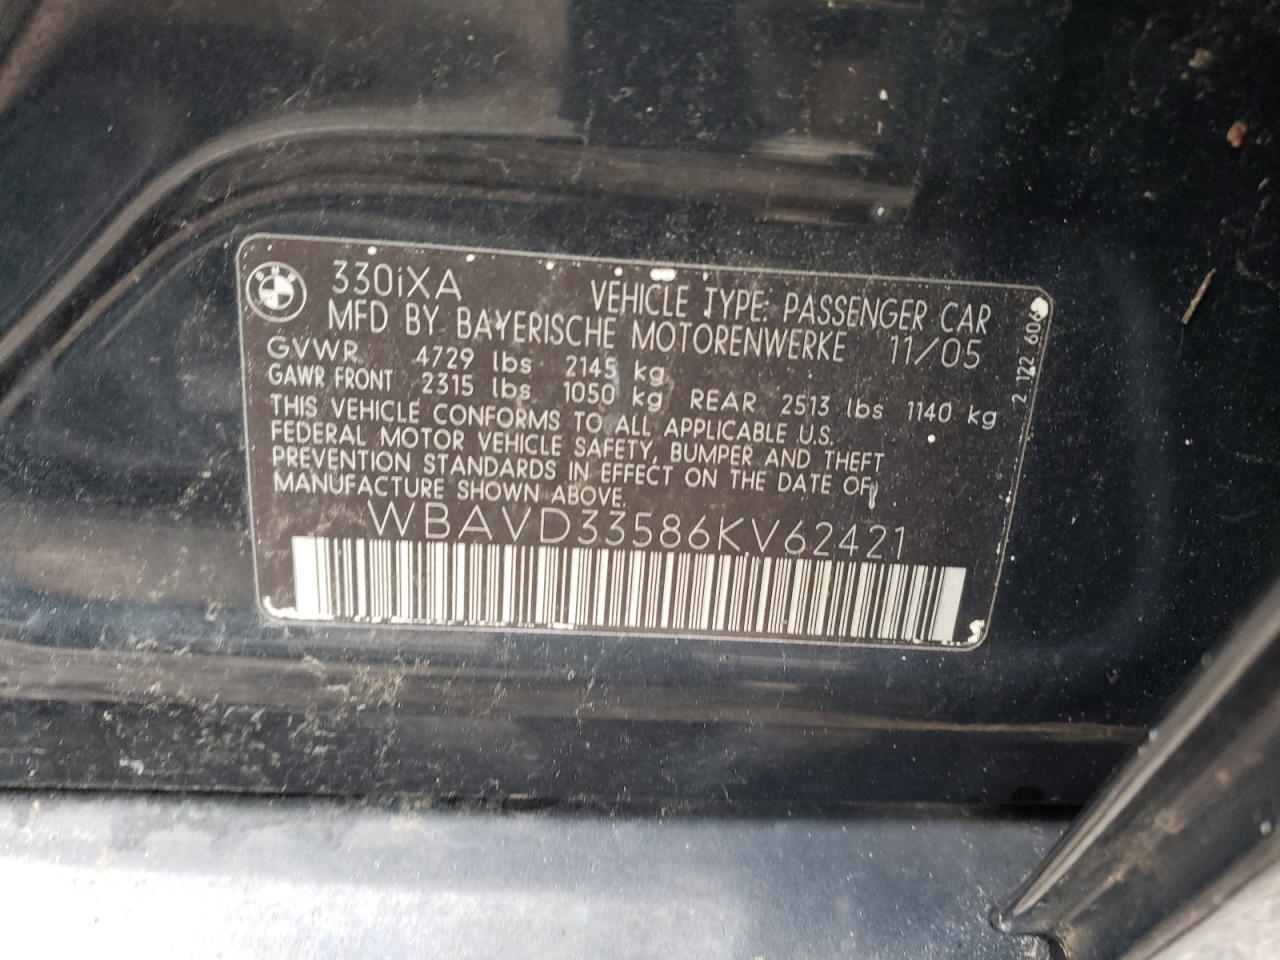 330iXA
VEHICLE TYPE: PASSENGER CAR
MFD BY BAYERISCHE MOTORENWERKE 11/05
GVWR 4729 lbs 2145 kg
GAWR FRONT 2315 lbs 1050 kg REAR 2513 lbs 1140 kg
THIS VEHICLE CONFORMS TO ALL APPLICABLE U.S.
FEDERAL MOTOR VEHICLE SAFETY, BUMPER AND THEFT
PREVENTION STANDARDS IN EFFECT ON THE DATE OF
MANUFACTURE SHOWN ABOVE.
WBAVD33586KV62421
2 122 606